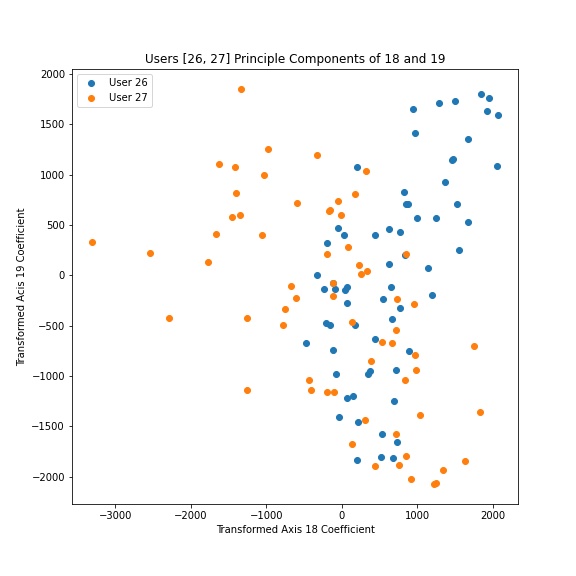 Users [26, 27] Principle Components of 18 and 19
User 26
User 27
Transformed Acis 19 Coefficient
2000
1500
1000
500
0
−500
−1000
−1500
−2000
−3000 −2000 −1000 0 1000 2000
Transformed Axis 18 Coefficient